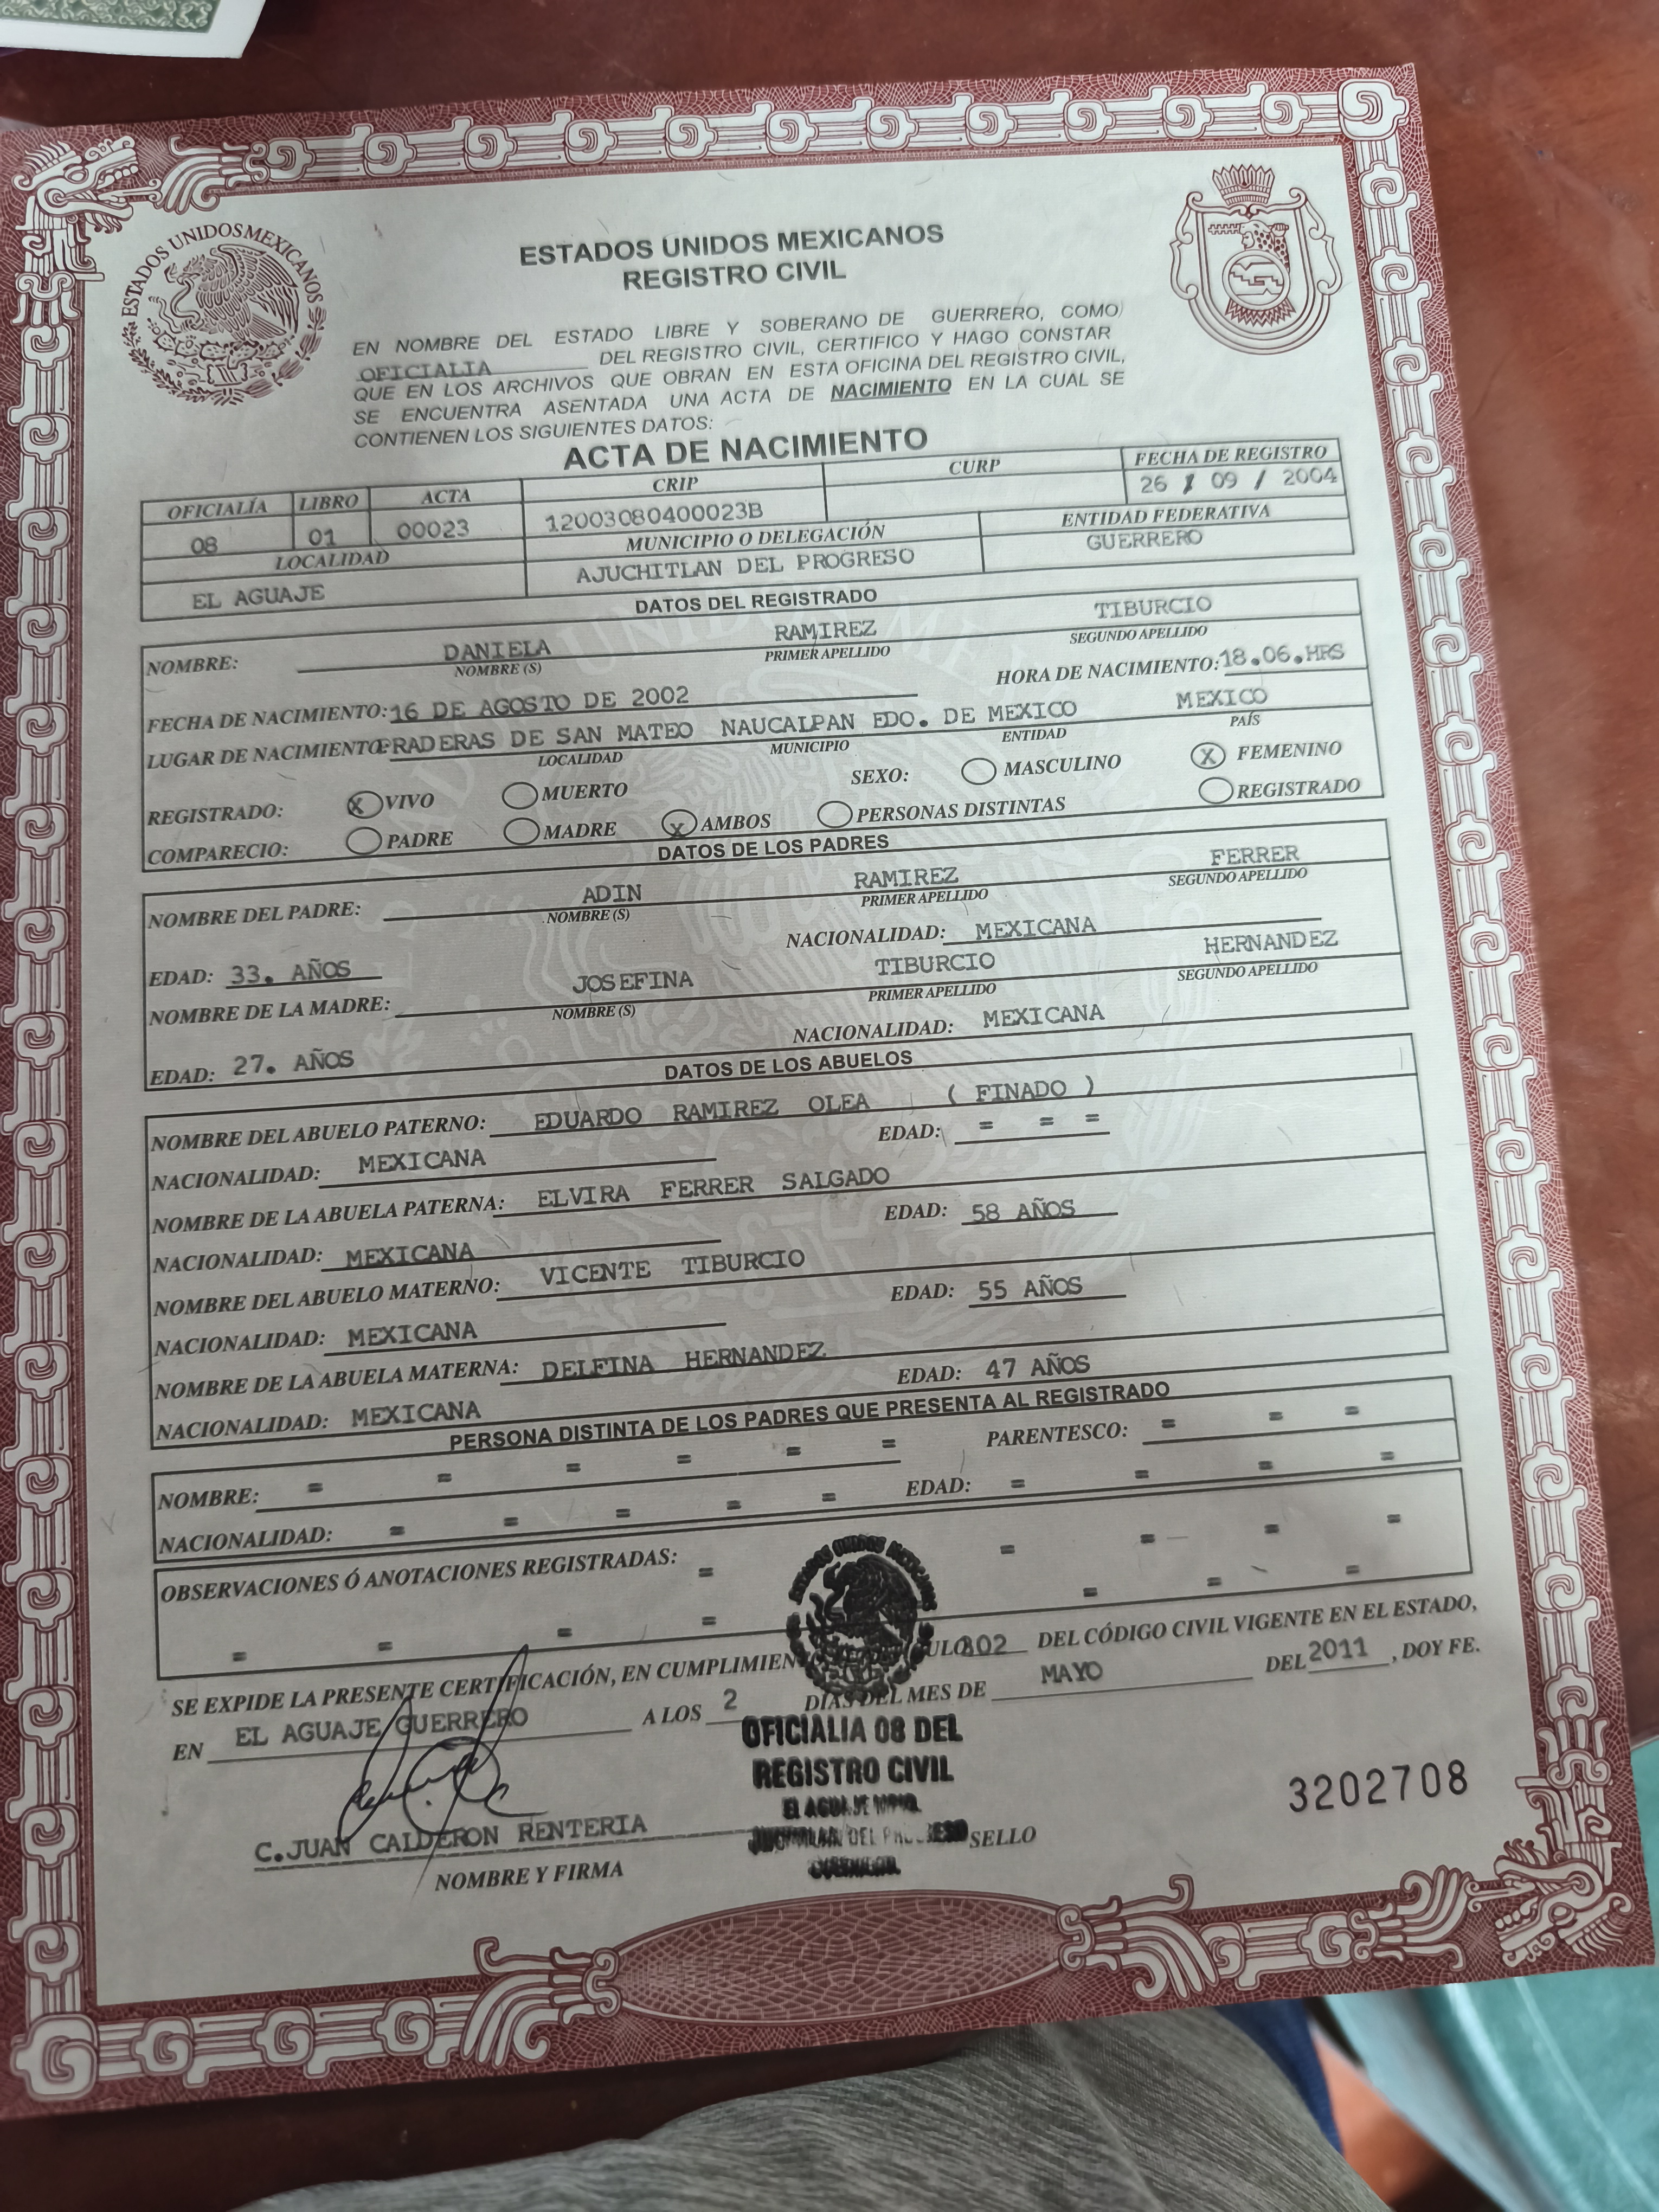 ESTADOS UNIDOS MEXICANOS
ESTADOS UNIDOS MEXICANOS
REGISTRO CIVIL
EN NOMBRE DEL ESTADO LIBRE Y SOBERANO DE GUERRERO, COMO
OFICIALIA DEL REGISTRO CIVIL, CERTIFICO Y HAGO CONSTAR
QUE EN LOS ARCHIVOS QUE OBRAN EN ESTA OFICINA DEL REGISTRO CIVIL,
SE ENCUENTRA ASENTADA UNA ACTA DE NACIMIENTO EN LA CUAL SE
CONTIENEN LOS SIGUIENTES DATOS:
ACTA DE NACIMIENTO
OFICIALÍA LIBRO ACTA CRIP CURP FECHA DE REGISTRO
08 01 00023 12003080400023B 26 / 09 / 2004
LOCALIDAD MUNICIPIO O DELEGACIÓN ENTIDAD FEDERATIVA
EL AGUAJE AJUCHITLAN DEL PROGRESO GUERRERO
DATOS DEL REGISTRADO
NOMBRE: DANIELA RAMIREZ TIBURCIO
NOMBRE (S) PRIMER APELLIDO SEGUNDO APELLIDO
FECHA DE NACIMIENTO: 16 DE AGOSTO DE 2002 HORA DE NACIMIENTO: 18.06.HRS
LUGAR DE NACIMIENTO PRADERAS DE SAN MATEO NAUCALPAN EDO. DE MEXICO MEXICO
LOCALIDAD MUNICIPIO ENTIDAD PAÍS
REGISTRADO: X VIVO MUERTO SEXO: MASCULINO X FEMENINO
COMPARECIO: PADRE MADRE X AMBOS PERSONAS DISTINTAS REGISTRADO
DATOS DE LOS PADRES
NOMBRE DEL PADRE: ADIN RAMIREZ FERRER
NOMBRE (S) PRIMER APELLIDO SEGUNDO APELLIDO
EDAD: 33. AÑOS NACIONALIDAD: MEXICANA
NOMBRE DE LA MADRE: JOSEFINA TIBURCIO HERNANDEZ
NOMBRE (S) PRIMER APELLIDO SEGUNDO APELLIDO
EDAD: 27. AÑOS NACIONALIDAD: MEXICANA
DATOS DE LOS ABUELOS
NOMBRE DEL ABUELO PATERNO: EDUARDO RAMIREZ OLEA ( FINADO )
NACIONALIDAD: MEXICANA EDAD: = = =
NOMBRE DE LA ABUELA PATERNA: ELVIRA FERRER SALGADO
NACIONALIDAD: MEXICANA EDAD: 58 AÑOS
NOMBRE DEL ABUELO MATERNO: VICENTE TIBURCIO
NACIONALIDAD: MEXICANA EDAD: 55 AÑOS
NOMBRE DE LA ABUELA MATERNA: DELFINA HERNANDEZ
NACIONALIDAD: MEXICANA EDAD: 47 AÑOS
PERSONA DISTINTA DE LOS PADRES QUE PRESENTA AL REGISTRADO
NOMBRE: = = = = = PARENTESCO: = = =
NACIONALIDAD: = = = = = EDAD: = = = =
OBSERVACIONES Ó ANOTACIONES REGISTRADAS: = = = = =
= = = = = = =
SE EXPIDE LA PRESENTE CERTIFICACIÓN, EN 302 DEL CÓDIGO CIVIL VIGENTE EN EL ESTADO,
EN EL AGUAJE GUERRERO A LOS 2 DÍAS DEL MES DE MAYO DEL 2011, DOY FE.
ESTADOS UNIDOS
OFICIALIA 08 DEL
REGISTRO CIVIL
EL AGUAJE MPIO.
DEL
C.JUAN CALDERON RENTERIA
NOMBRE Y FIRMA
SELLO
3202708